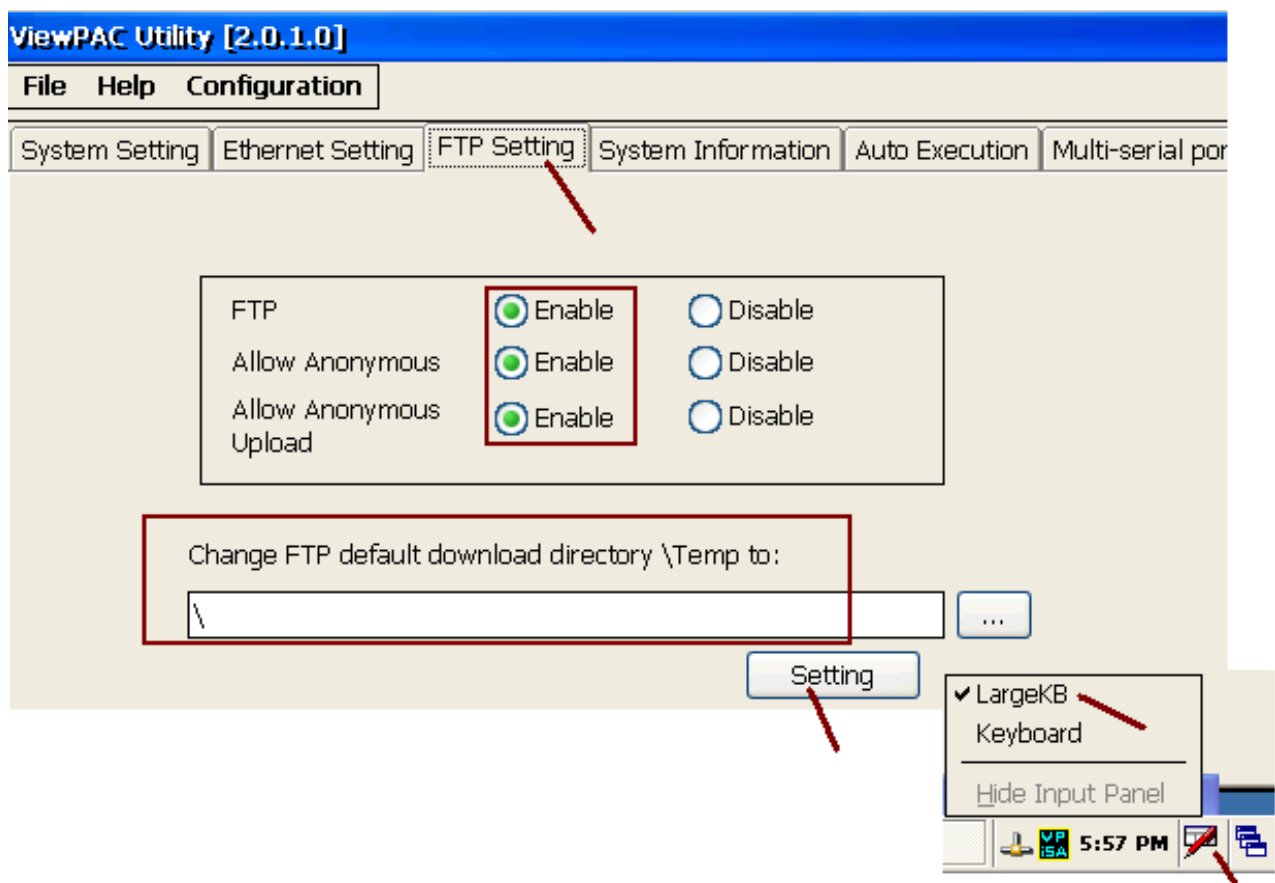 ViewPAC Utility [2.0.1.0]
File Help Configuration
System Setting Ethernet Setting FTP Setting System Information Auto Execution Multi-serial por
FTP Enable Disable
Allow Anonymous Enable Disable
Allow Anonymous Upload Enable Disable
Change FTP default download directory \Temp to:
\ ...
Setting
LargeKB
Keyboard
Hide Input Panel
VP iSA 5:57 PM